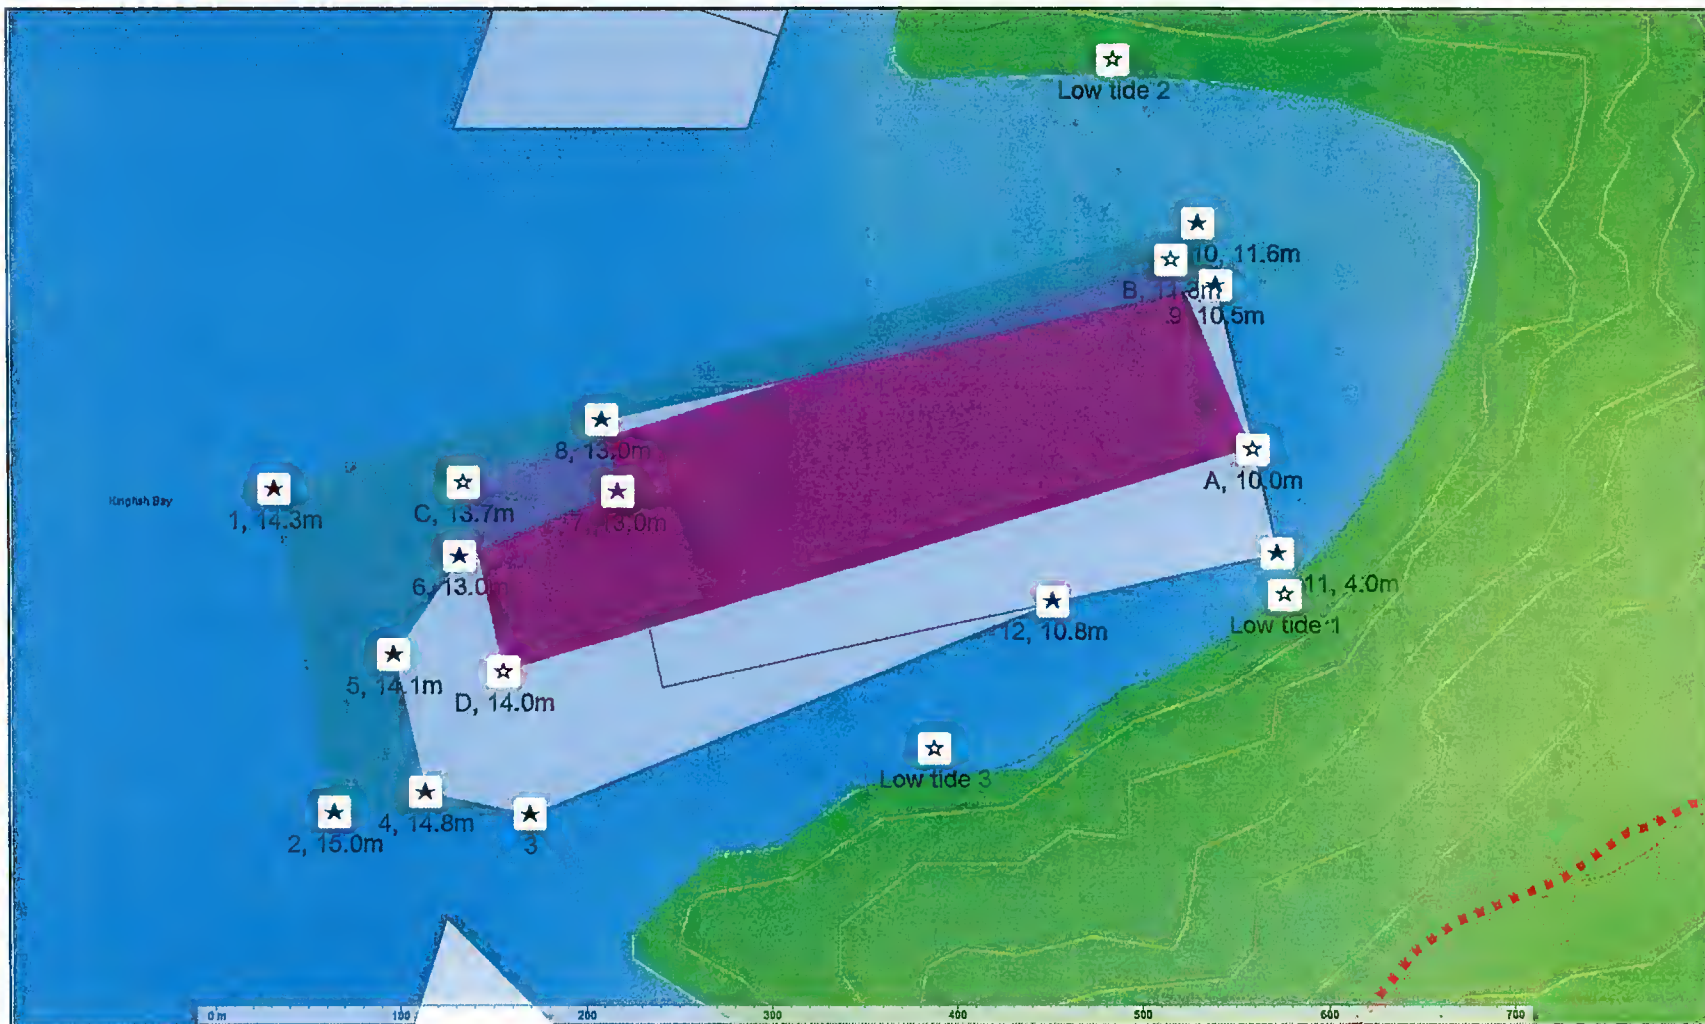 Low tide 2
10, 11.6m
B, 11.8m
9, 10.5m
8, 13.0m
A, 10.0m
C, 13.7m
7, 13.0m
1, 14.3m
Kingfish Bay
6, 13.0m
11, 4.0m
Low tide 1
12, 10.8m
5, 14.1m
D, 14.0m
Low tide 3
4, 14.8m
2, 15.0m
3
0 m 100 200 300 400 500 600 700